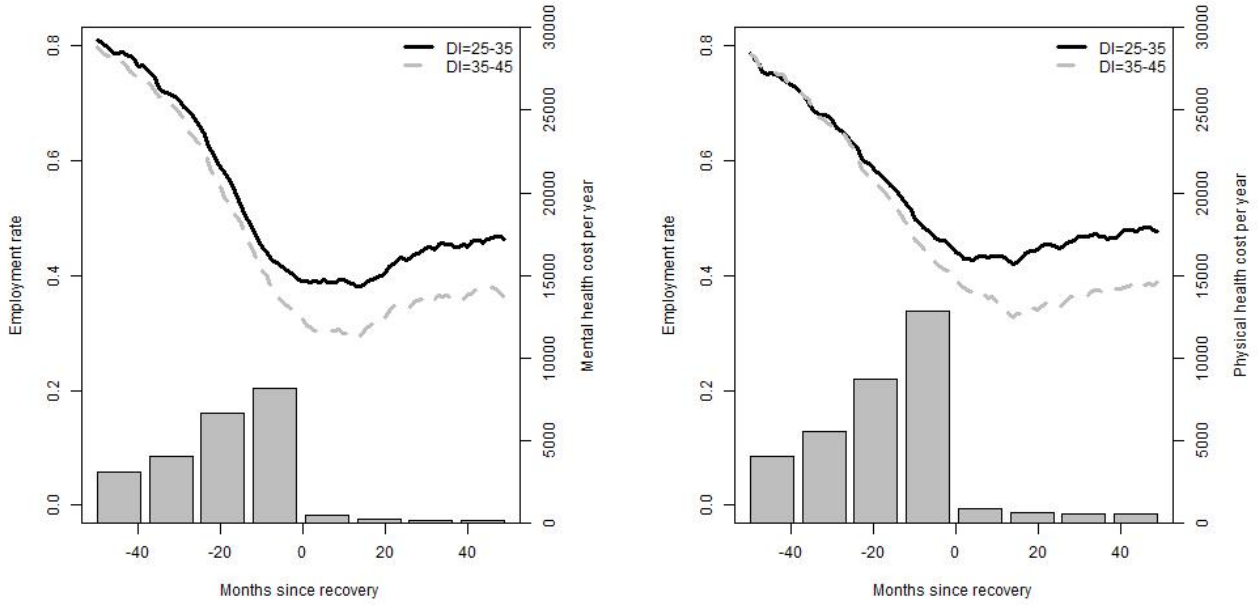 DI=25-35
DI=35-45
Employment rate
0.8
0.6
0.4
0.2
0.0
30000
25000
20000
15000
10000
5000
0
Mental health cost per year
-40 -20 0 20 40
Months since recovery
DI=25-35
DI=35-45
Employment rate
0.8
0.6
0.4
0.2
0.0
30000
25000
20000
15000
10000
5000
0
Physical health cost per year
-40 -20 0 20 40
Months since recovery